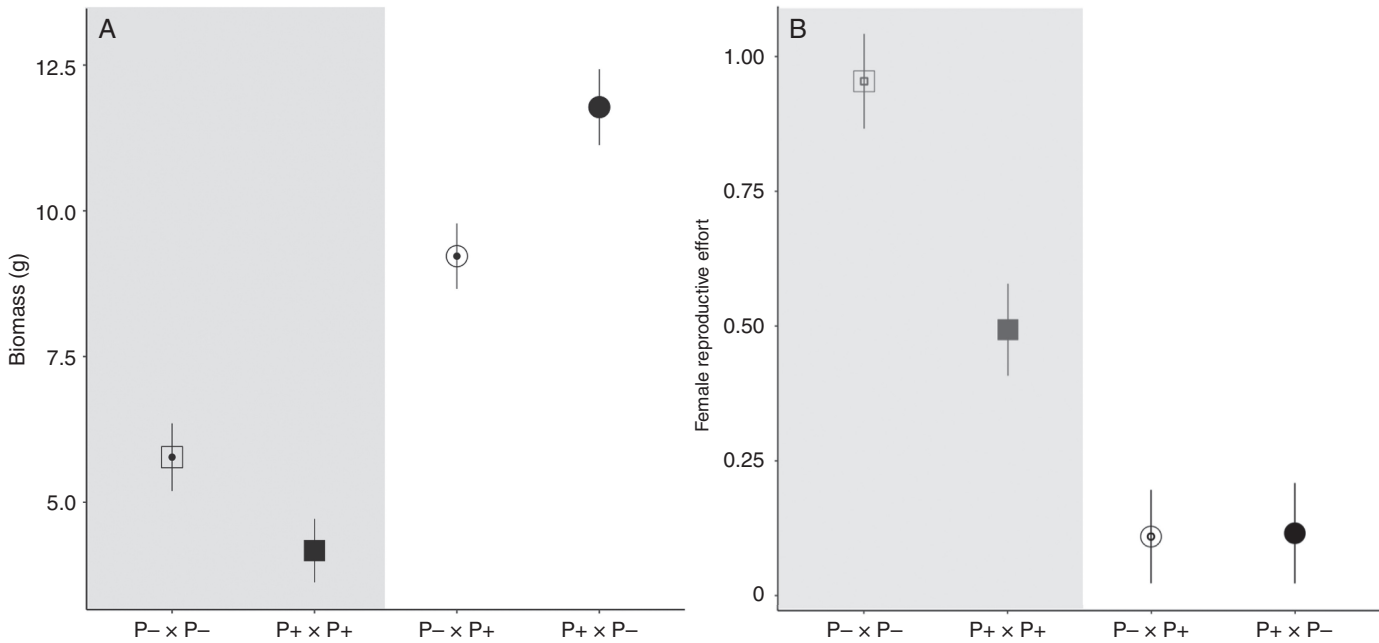 A
12.5
10.0
7.5
5.0
Biomass (g)
P− × P−
P+ × P+
P− × P+
P+ × P−
B
1.00
0.75
0.50
0.25
0
Female reproductive effort
P− × P−
P+ × P+
P− × P+
P+ × P−